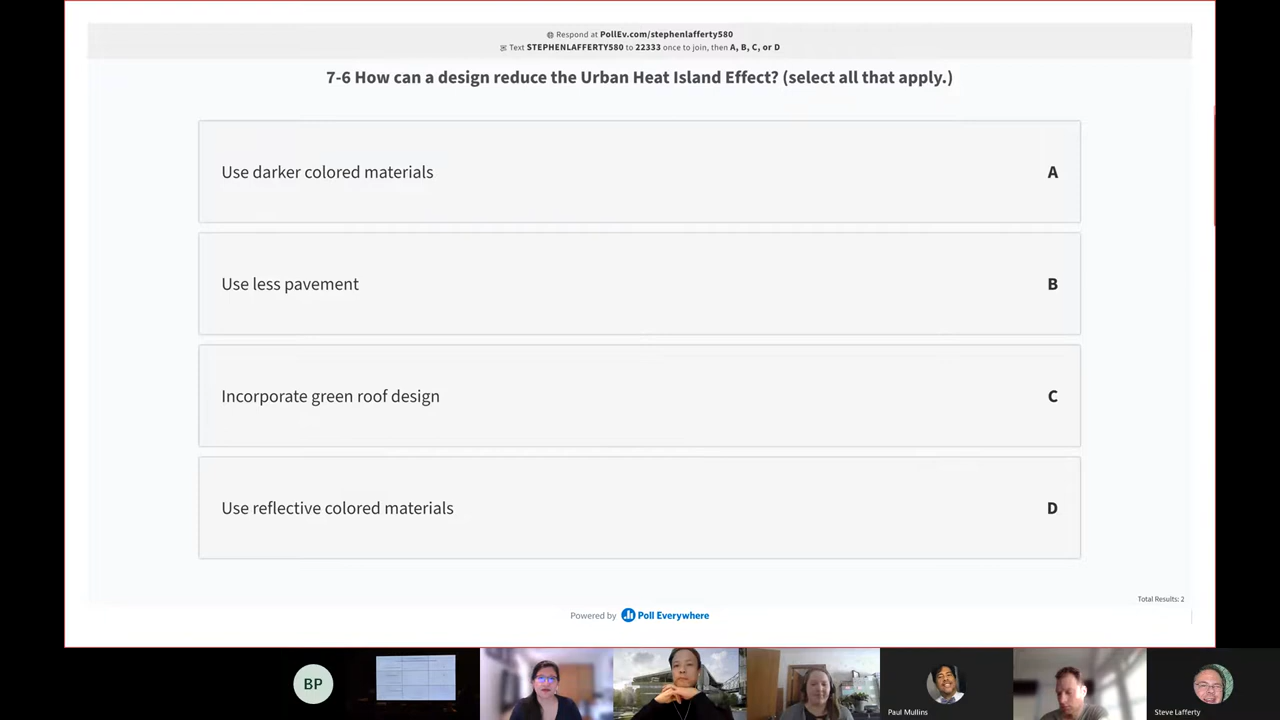 Respond at PollEv.com/stephenlafferty580
Text STEPHENLAFFERTY580 to 22333 once to join, then A, B, C, or D
7-6 How can a design reduce the Urban Heat Island Effect? (select all that apply.)
Use darker colored materials A
Use less pavement B
Incorporate green roof design C
Use reflective colored materials D
Total Results: 2
Powered by Poll Everywhere
BP
Paul Mullins
Steve Lafferty